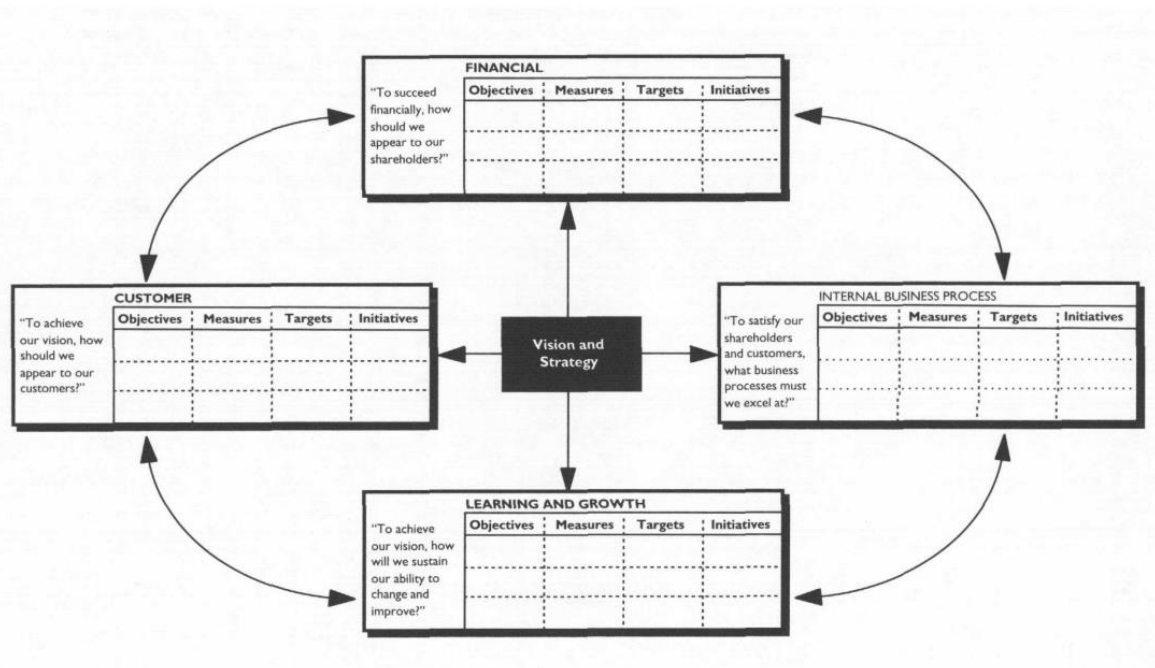 FINANCIAL
"To succeed
financially, how
should we
appear to our
shareholders?"
Objectives Measures Targets Initiatives
CUSTOMER
"To achieve
our vision, how
should we
appear to our
customers?"
Objectives Measures Targets Initiatives
Vision and
Strategy
INTERNAL BUSINESS PROCESS
"To satisfy our
shareholders
and customers,
what business
processes must
we excel at?"
Objectives Measures Targets Initiatives
LEARNING AND GROWTH
"To achieve
our vision, how
will we sustain
our ability to
change and
improve?"
Objectives Measures Targets Initiatives